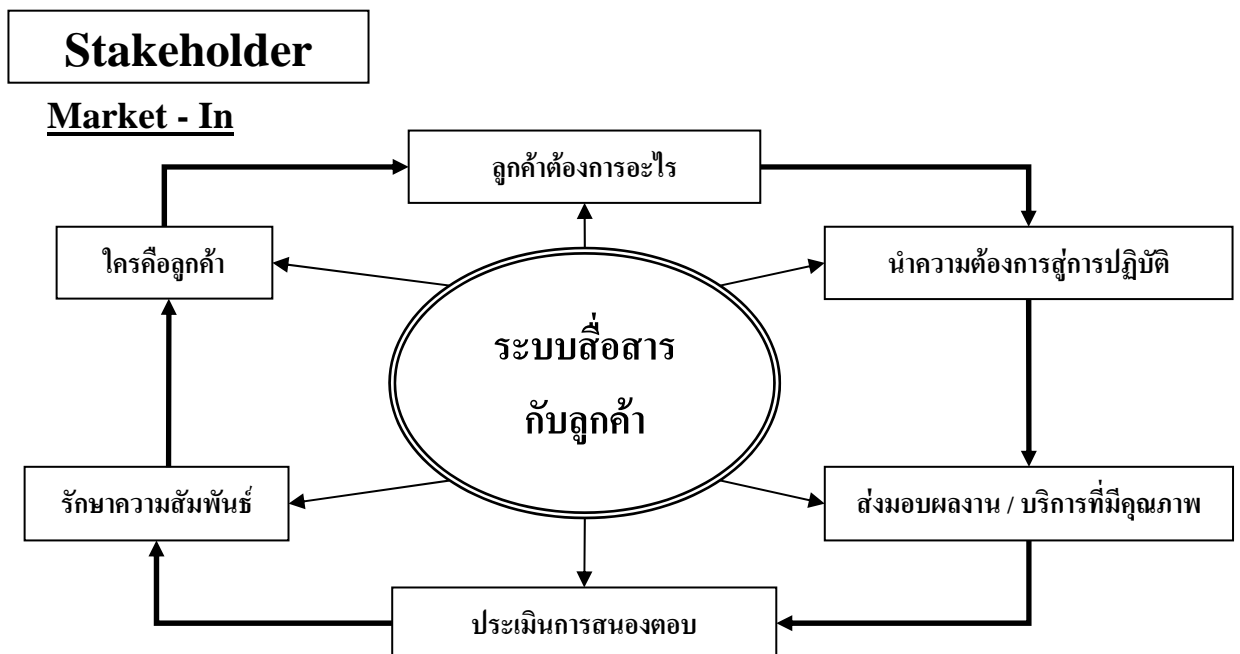 Stakeholder
Market - In
ลูกค้าต้องการอะไร
ใครคือลูกค้า
นำความต้องการสู่การปฏิบัติ
ระบบสื่อสาร
กับลูกค้า
รักษาความสัมพันธ์
ส่งมอบผลงาน / บริการที่มีคุณภาพ
ประเมินการสนองตอบ